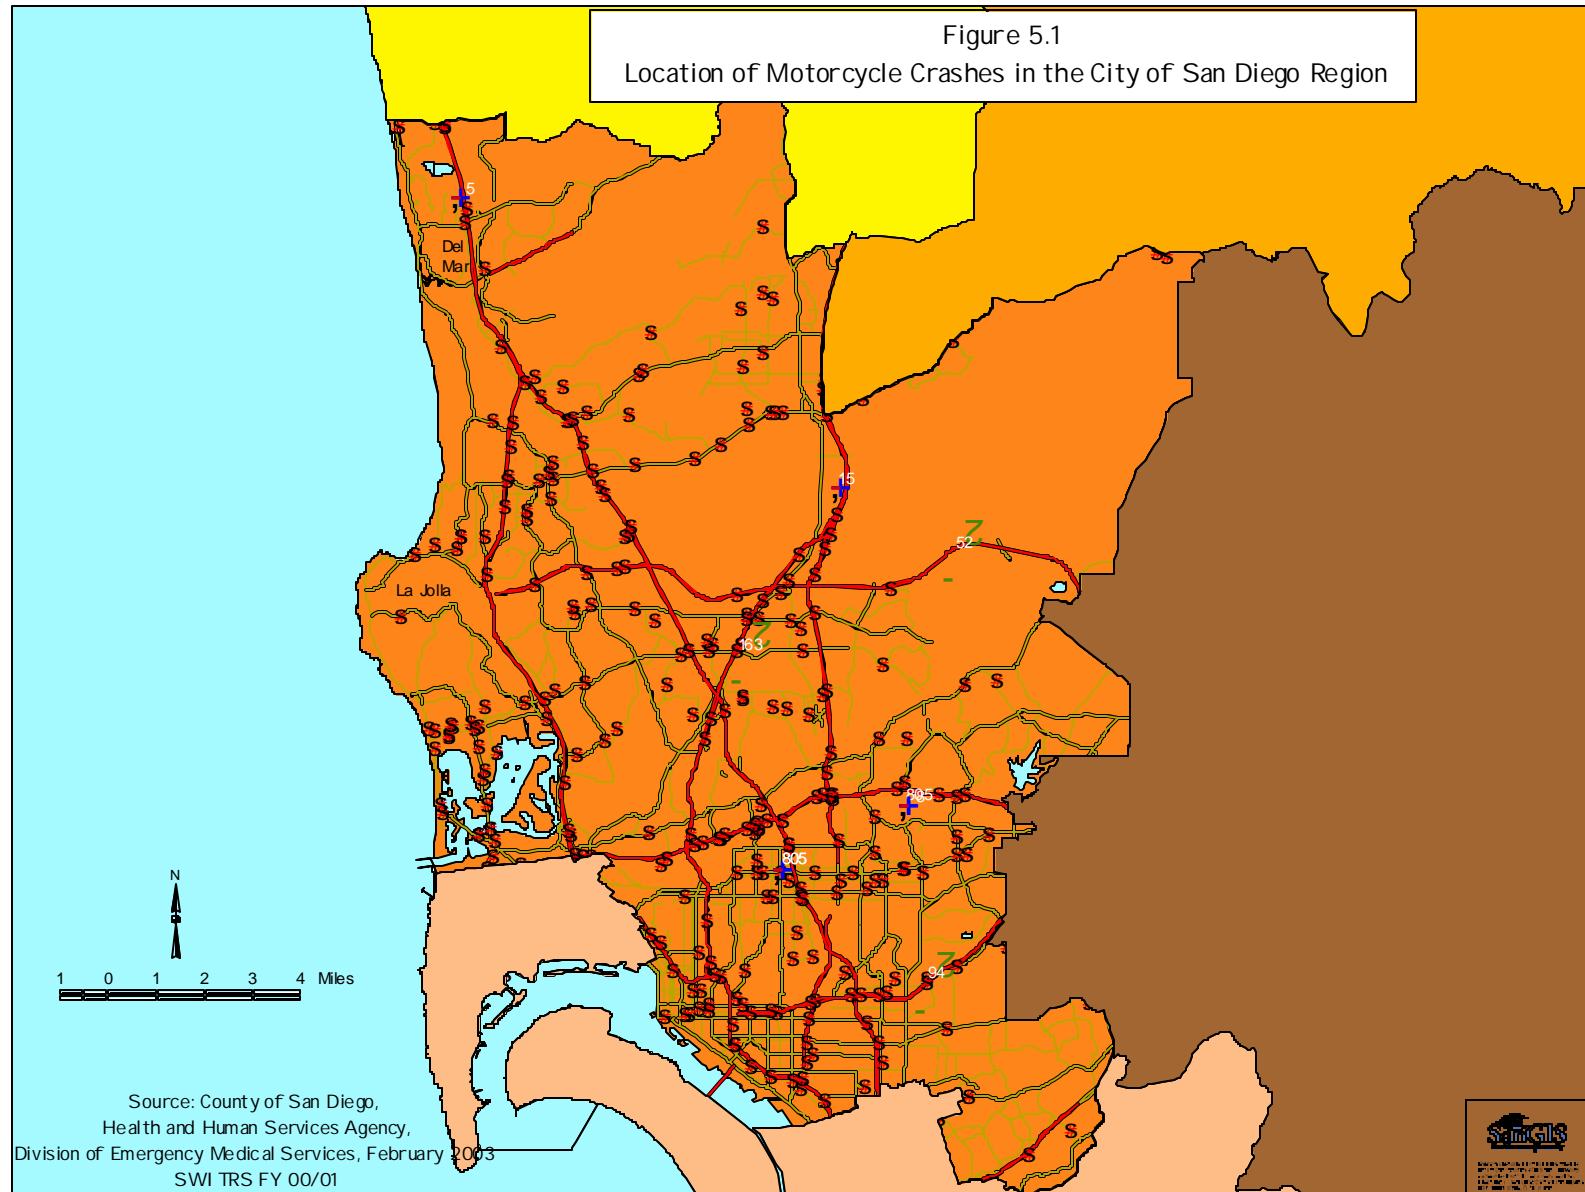 Figure 5.1
Location of Motorcycle Crashes in the City of San Diego Region
5
Del
Mar
15
52
La Jolla
163
805
805
94
N
1 0 1 2 3 4 Miles
Source: County of San Diego,
Health and Human Services Agency,
Division of Emergency Medical Services, February 2003
SWITRS FY 00/01
SanGIS